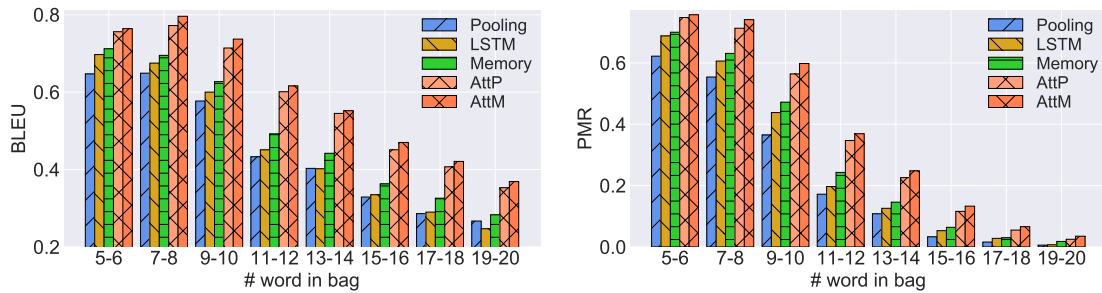 0.8
0.6
0.4
0.2
BLEU
Pooling
LSTM
Memory
AttP
AttM
5-6 7-8 9-10 11-12 13-14 15-16 17-18 19-20
# word in bag
0.6
0.4
0.2
0.0
PMR
Pooling
LSTM
Memory
AttP
AttM
5-6 7-8 9-10 11-12 13-14 15-16 17-18 19-20
# word in bag